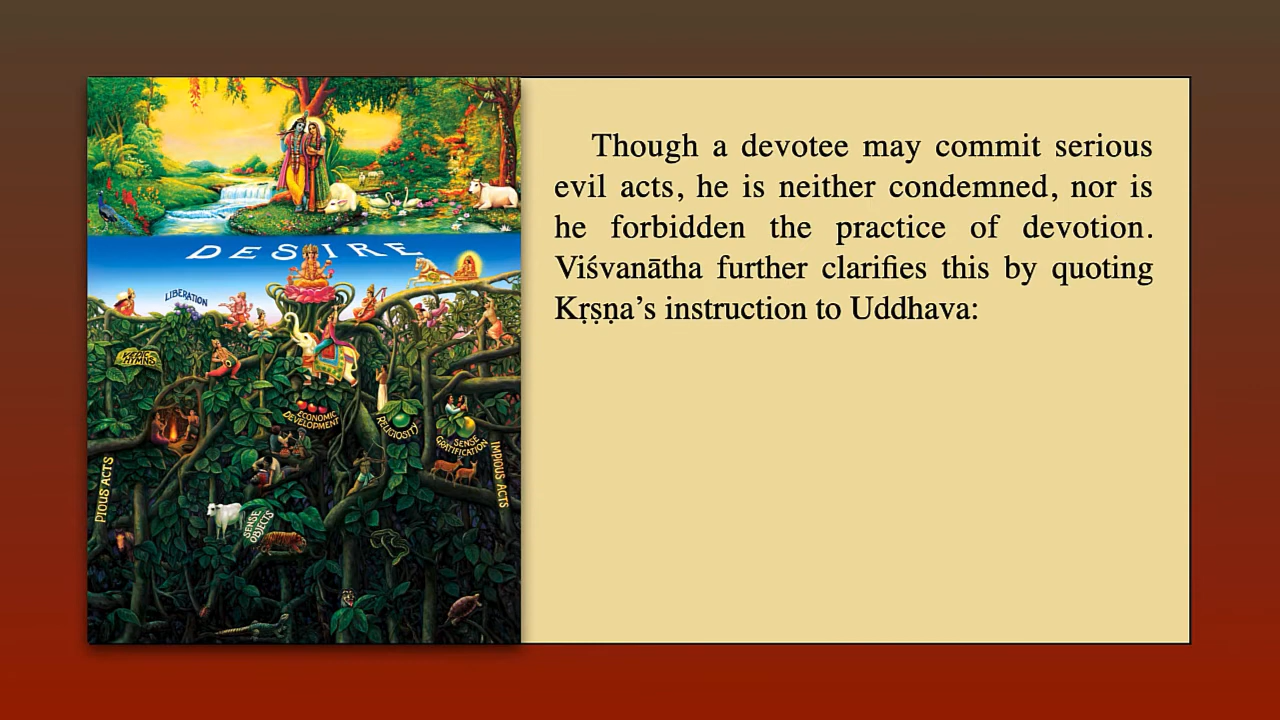 DESIRE
LIBERATION
VEDIC
HYMNS
ECONOMIC
DEVELOPMENT
RELIGIOSITY
SENSE
GRATIFICATION
PIOUS ACTS
IMPIOUS ACTS
SENSE
OBJECTS
Though a devotee may commit serious
evil acts, he is neither condemned, nor is
he forbidden the practice of devotion.
Viśvanātha further clarifies this by quoting
Kṛṣṇa’s instruction to Uddhava: